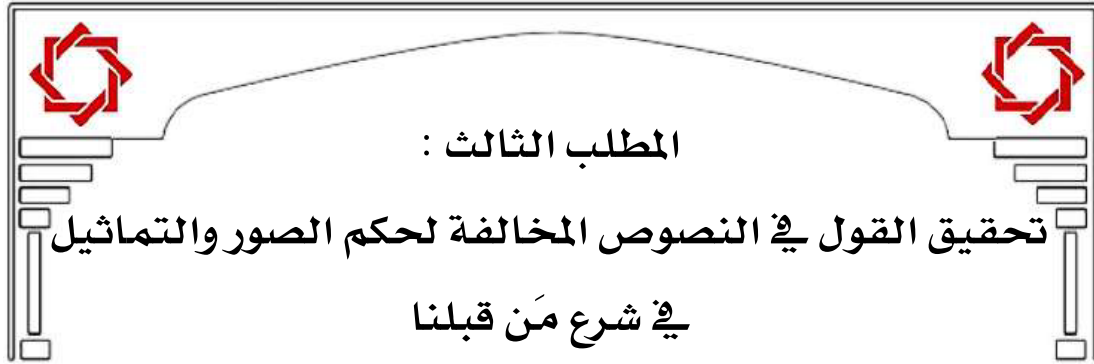 المطلب الثالث :
تحقيق القول في النصوص المخالفة لحكم الصور والتماثيل
في شرع مَن قبلنا